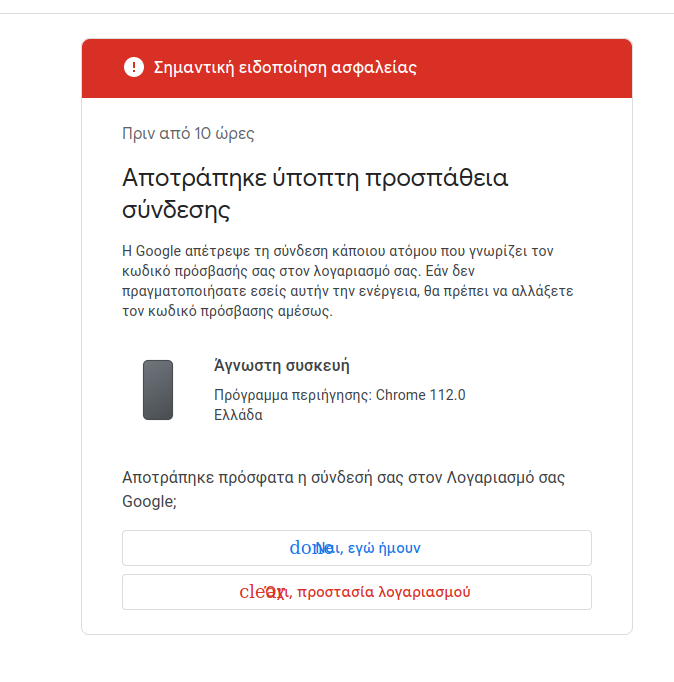 Σημαντική ειδοποίηση ασφαλείας
Πριν από 10 ώρες
Αποτράπηκε ύποπτη προσπάθεια
σύνδεσης
Η Google απέτρεψε τη σύνδεση κάποιου ατόμου που γνωρίζει τον
κωδικό πρόσβασής σας στον λογαριασμό σας. Εάν δεν
πραγματοποιήσατε εσείς αυτήν την ενέργεια, θα πρέπει να αλλάξετε
τον κωδικό πρόσβασης αμέσως.
Άγνωστη συσκευή
Πρόγραμμα περιήγησης: Chrome 112.0
Ελλάδα
Αποτράπηκε πρόσφατα η σύνδεσή σας στον Λογαριασμό σας
Google;
done Ναι, εγώ ήμουν
clear Όχι, προστασία λογαριασμού